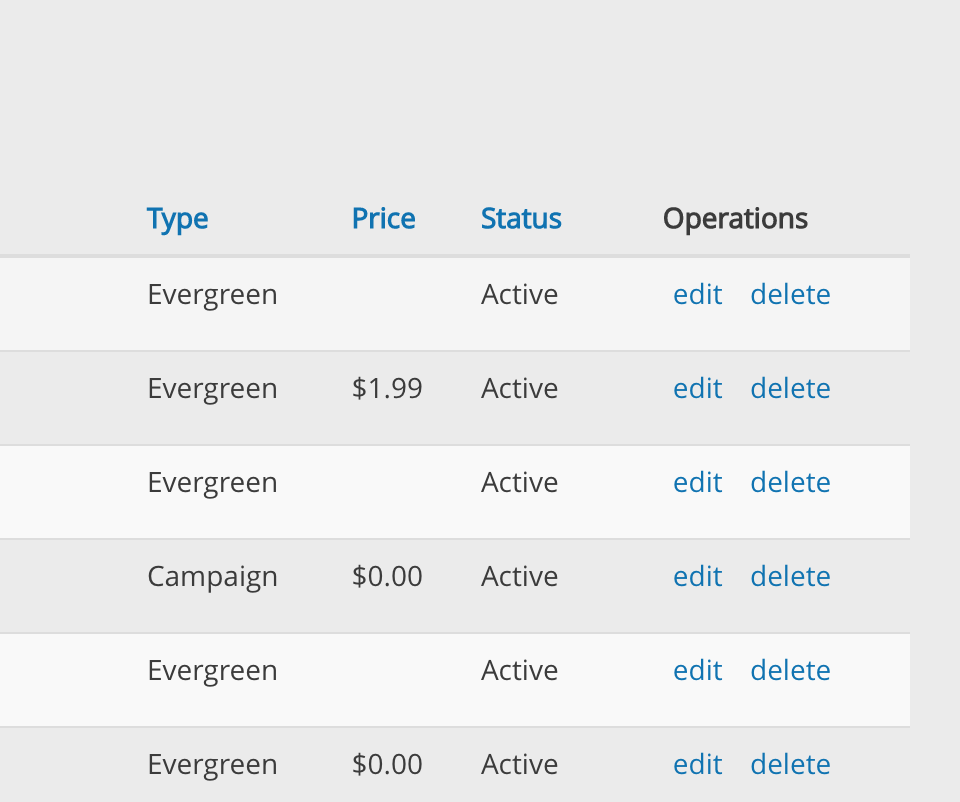 Type Price Status Operations
Evergreen Active edit delete
Evergreen $1.99 Active edit delete
Evergreen Active edit delete
Campaign $0.00 Active edit delete
Evergreen Active edit delete
Evergreen $0.00 Active edit delete